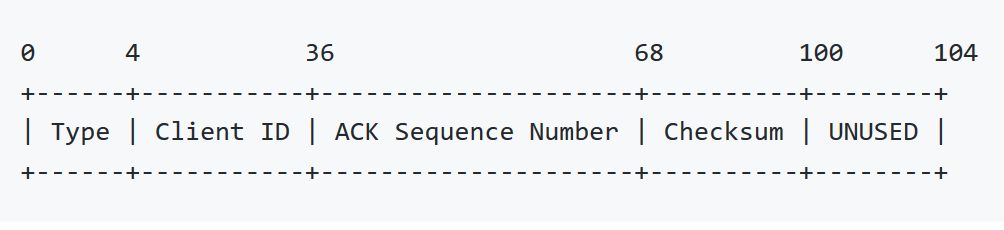 0      4           36                     68         100      104
+------+-----------+---------------------+----------+--------+
| Type | Client ID | ACK Sequence Number | Checksum | UNUSED |
+------+-----------+---------------------+----------+--------+